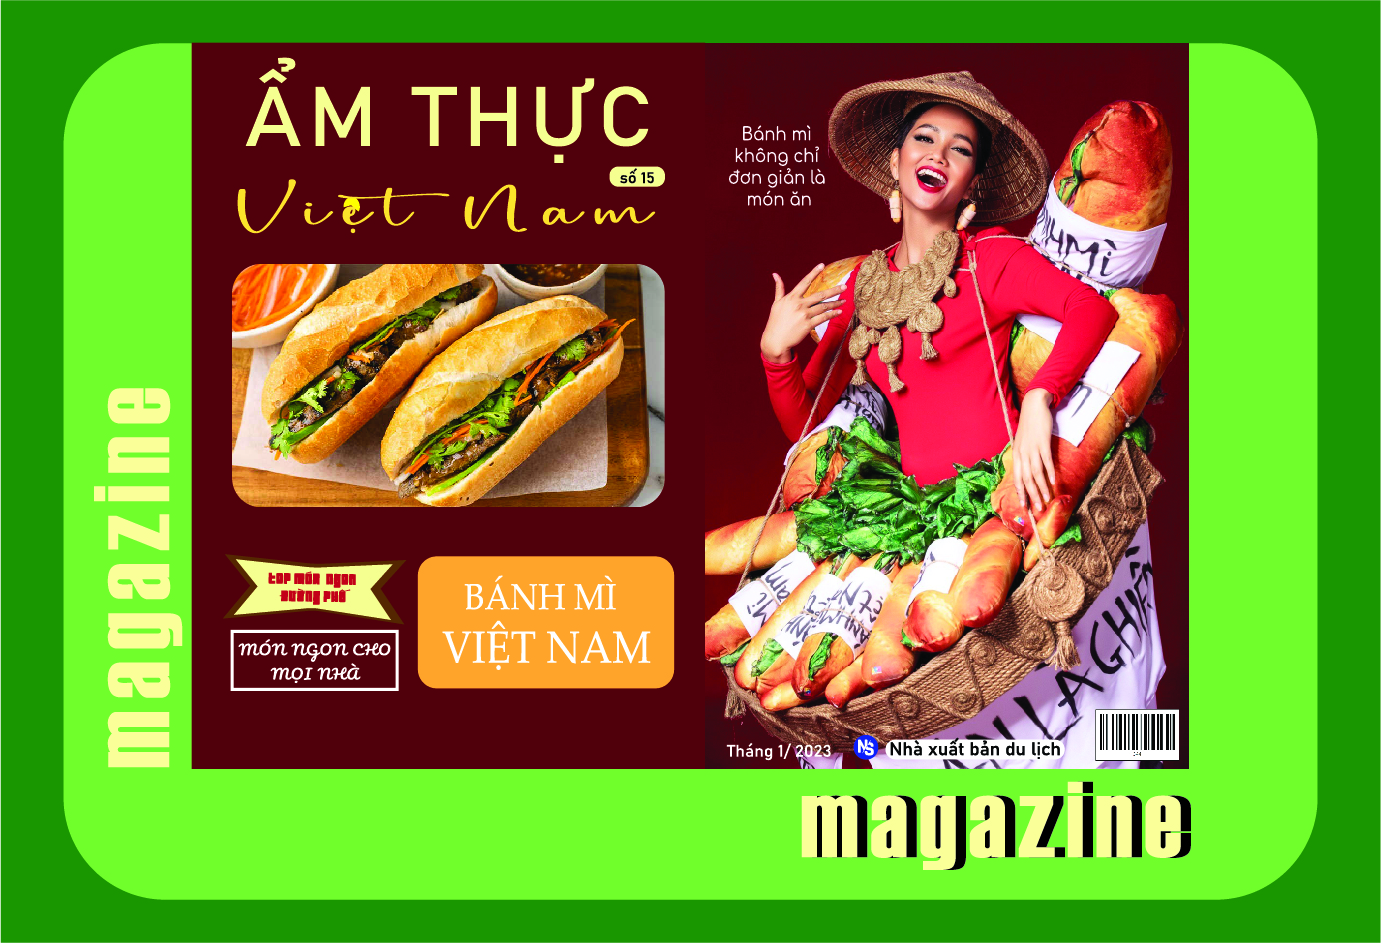 magazine
ẨM THỰC
số 15
Việt Nam
TOP MÓN NGON
ĐƯỜNG PHỐ
MÓN NGON CHO
MỌI NHÀ
BÁNH MÌ
VIỆT NAM
Bánh mì
không chỉ
đơn giản là
món ăn
Tháng 1/ 2023
NS Nhà xuất bản du lịch
magazine